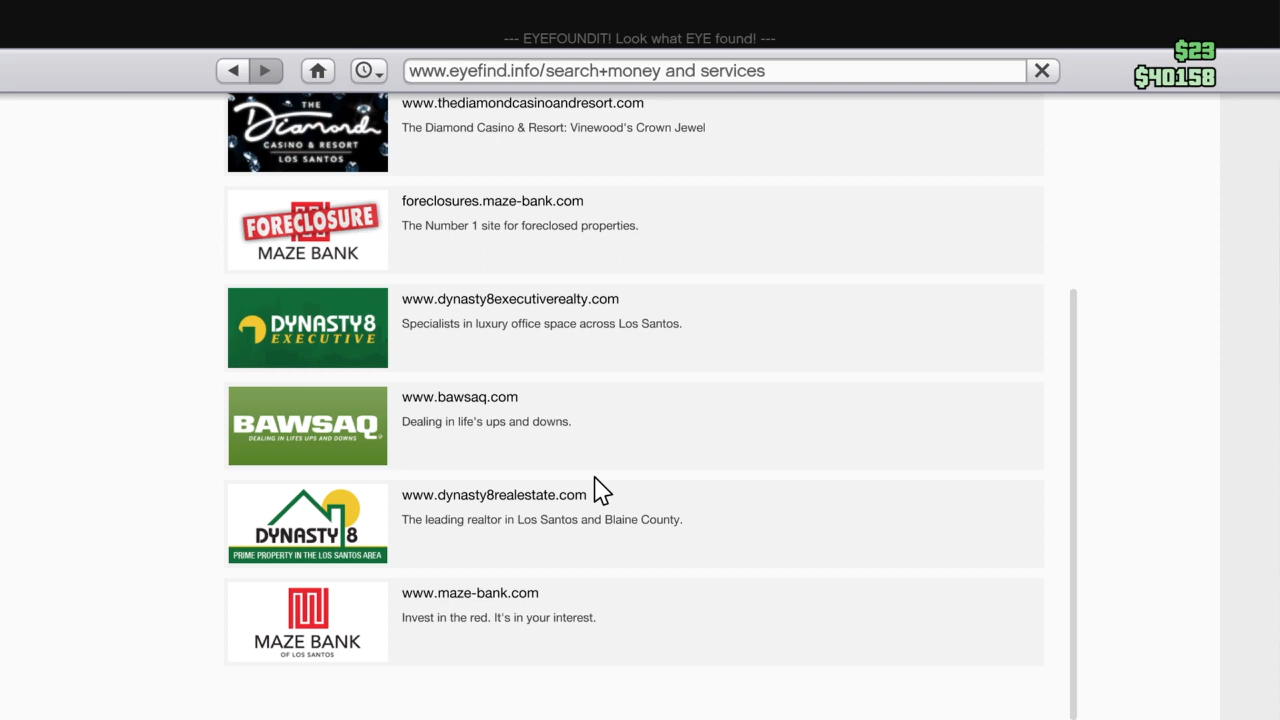 --- EYEFOUNDIT! Look what EYE found! ---
$23
www.eyefind.info/search+money and services
$40158
THE
Diamond
CASINO & RESORT
LOS SANTOS
www.thediamondcasinoandresort.com
The Diamond Casino & Resort: Vinewood's Crown Jewel
FORECLOSURE
MAZE BANK
foreclosures.maze-bank.com
The Number 1 site for foreclosed properties.
DYNASTY8
EXECUTIVE
www.dynasty8executiverealty.com
Specialists in luxury office space across Los Santos.
BAWSAQ
DEALING IN LIFES UPS AND DOWNS
www.bawsaq.com
Dealing in life's ups and downs.
DYNASTY 8
PRIME PROPERTY IN THE LOS SANTOS AREA
www.dynasty8realestate.com
The leading realtor in Los Santos and Blaine County.
MAZE BANK
OF LOS SANTOS
www.maze-bank.com
Invest in the red. It's in your interest.